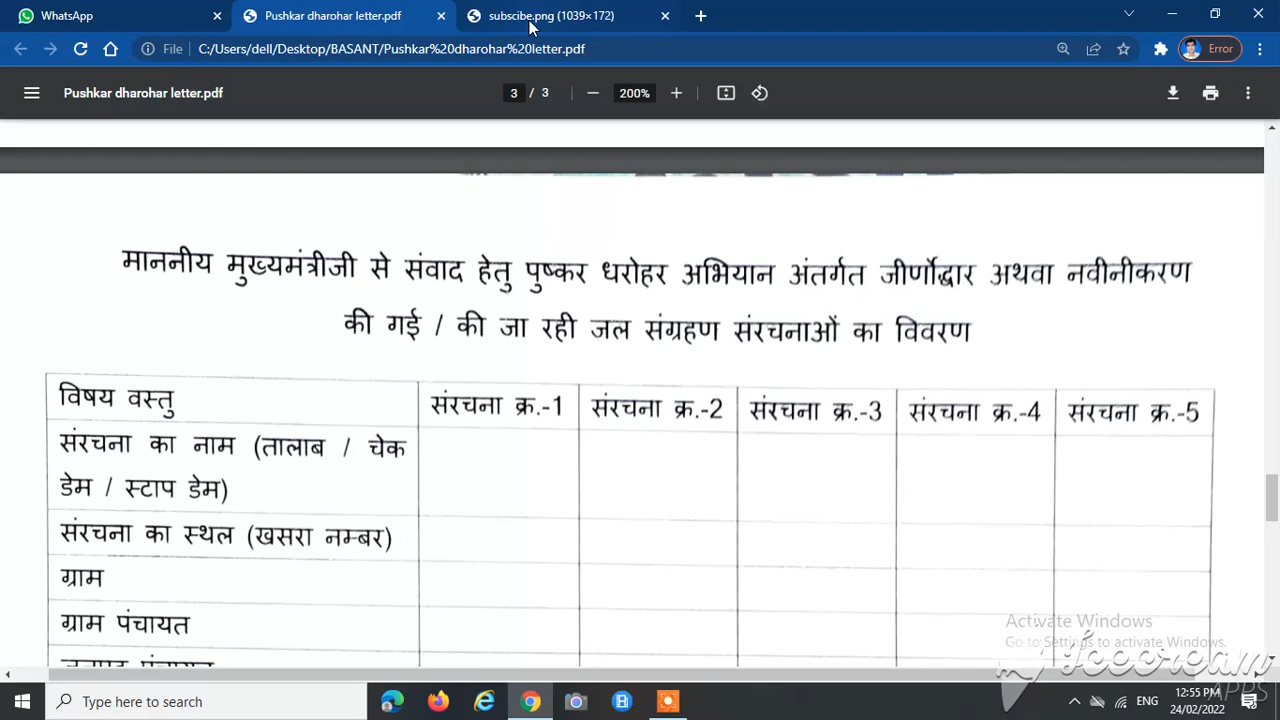 WhatsApp
Pushkar dharohar letter.pdf
subscibe.png (1039×172)
File
C:/Users/dell/Desktop/BASANT/Pushkar%20dharohar%20letter.pdf
Error
Pushkar dharohar letter.pdf
3 / 3
200%
माननीय मुख्यमंत्रीजी से संवाद हेतु पुष्कर धरोहर अभियान अंतर्गत जीर्णोद्धार अथवा नवीनीकरण
की गई / की जा रही जल संग्रहण संरचनाओं का विवरण
विषय वस्तु संरचना क्र.-1 संरचना क्र.-2 संरचना क्र.-3 संरचना क्र.-4 संरचना क्र.-5
संरचना का नाम (तालाब / चेक
डेम / स्टाप डेम)
संरचना का स्थल (खसरा नम्बर)
ग्राम
ग्राम पंचायत
Activate Windows
Go to Settings to activate Windows.
Icecream
APPS
Type here to search
ENG
12:55 PM
24/02/2022